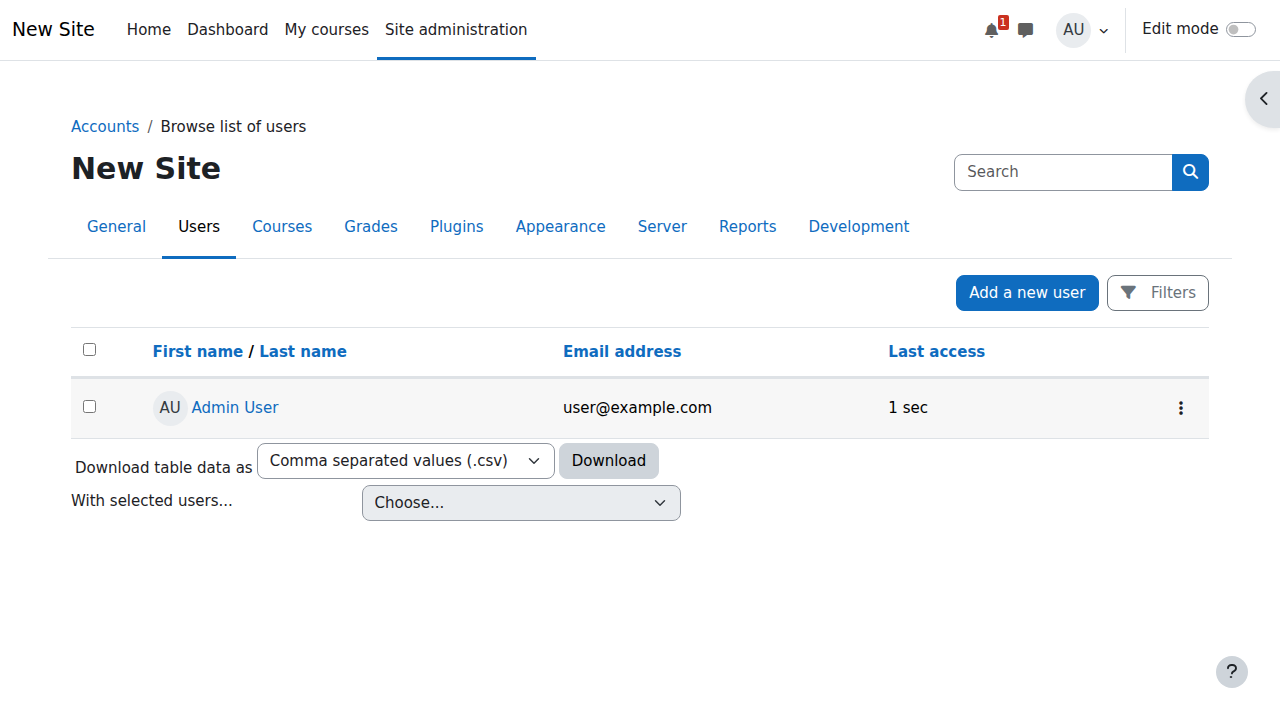 New Site Home Dashboard My courses Site administration 1 AU Edit mode
Accounts / Browse list of users
New Site
Search
General Users Courses Grades Plugins Appearance Server Reports Development
Add a new user Filters
First name / Last name Email address Last access
AU Admin User user@example.com 1 sec
Download table data as Comma separated values (.csv) Download
With selected users... Choose...
?